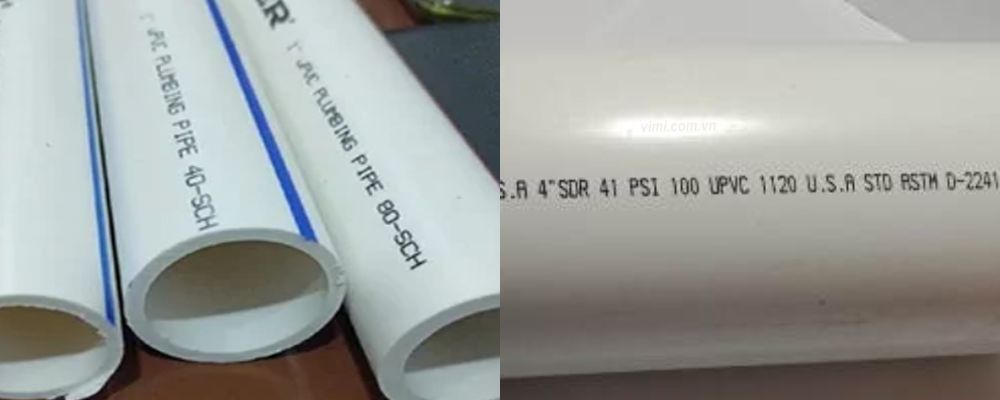 1" UPVC PLUMBING PIPE 40-SCH
1" UPVC PLUMBING PIPE 80-SCH
vimi.com.vn
S.A 4"SDR 41 PSI 100 UPVC 1120 U.S.A STD ASTM D-2241